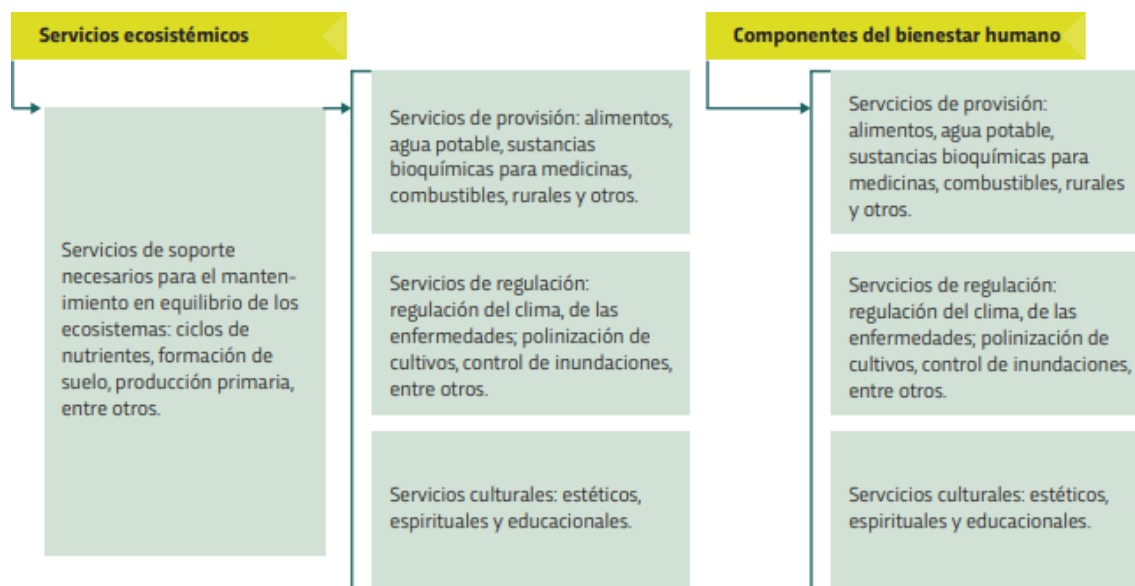 Servicios ecosistémicos
Servicios de soporte
necesarios para el manten-
imiento en equilibrio de los
ecosistemas: ciclos de
nutrientes, formación de
suelo, producción primaria,
entre otros.
Servicios de provisión: alimentos,
agua potable, sustancias
bioquímicas para medicinas,
combustibles, rurales y otros.
Servicios de regulación:
regulación del clima, de las
enfermedades; polinización de
cultivos, control de inundaciones,
entre otros.
Servicios culturales: estéticos,
espirituales y educacionales.
Componentes del bienestar humano
Servcicios de provisión:
alimentos, agua potable,
sustancias bioquímicas para
medicinas, combustibles, rurales
y otros.
Servcicios de regulación:
regulación del clima, de las
enfermedades; polinización de
cultivos, control de inundaciones,
entre otros.
Servcicios culturales: estéticos,
espirituales y educacionales.